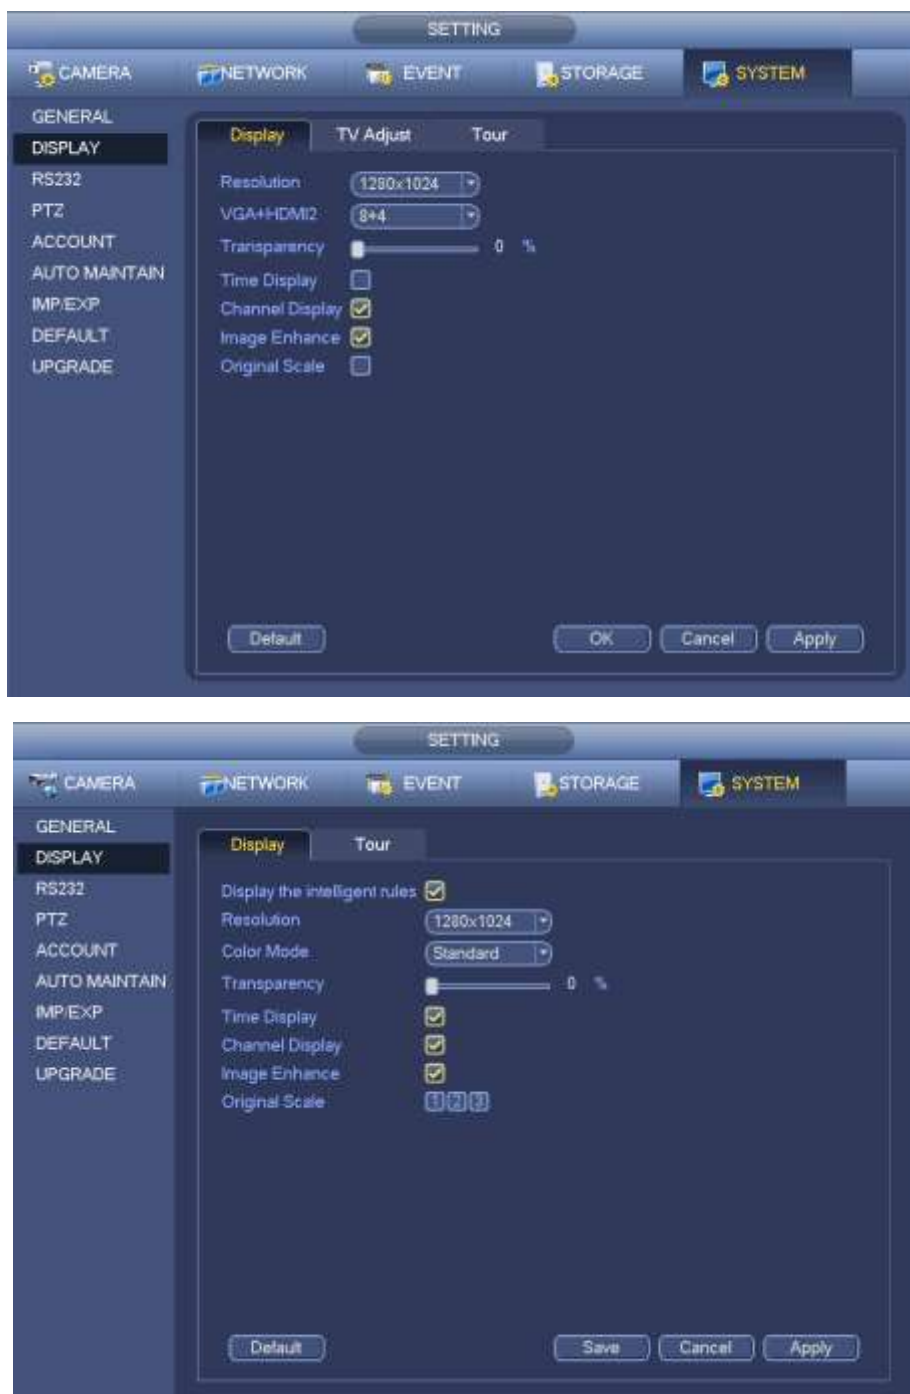 SETTING
CAMERA NETWORK EVENT STORAGE SYSTEM
GENERAL
DISPLAY
RS232
PTZ
ACCOUNT
AUTO MAINTAIN
IMP/EXP
DEFAULT
UPGRADE
Display TV Adjust Tour
Resolution 1280x1024
VGA+HDMI2 8+4
Transparency 0 %
Time Display
Channel Display
Image Enhance
Original Scale
Default OK Cancel Apply
SETTING
CAMERA NETWORK EVENT STORAGE SYSTEM
GENERAL
DISPLAY
RS232
PTZ
ACCOUNT
AUTO MAINTAIN
IMP/EXP
DEFAULT
UPGRADE
Display Tour
Display the intelligent rules
Resolution 1280x1024
Color Mode Standard
Transparency 0 %
Time Display
Channel Display
Image Enhance
Original Scale 1 2 3
Default Save Cancel Apply